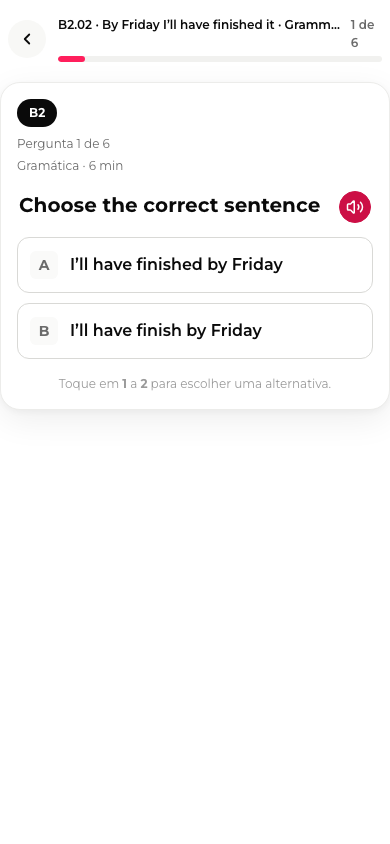 B2.02 · By Friday I’ll have finished it · Gramm...
1 de
6
B2
Pergunta 1 de 6
Gramática · 6 min
Choose the correct sentence
A I’ll have finished by Friday
B I’ll have finish by Friday
Toque em 1 a 2 para escolher uma alternativa.